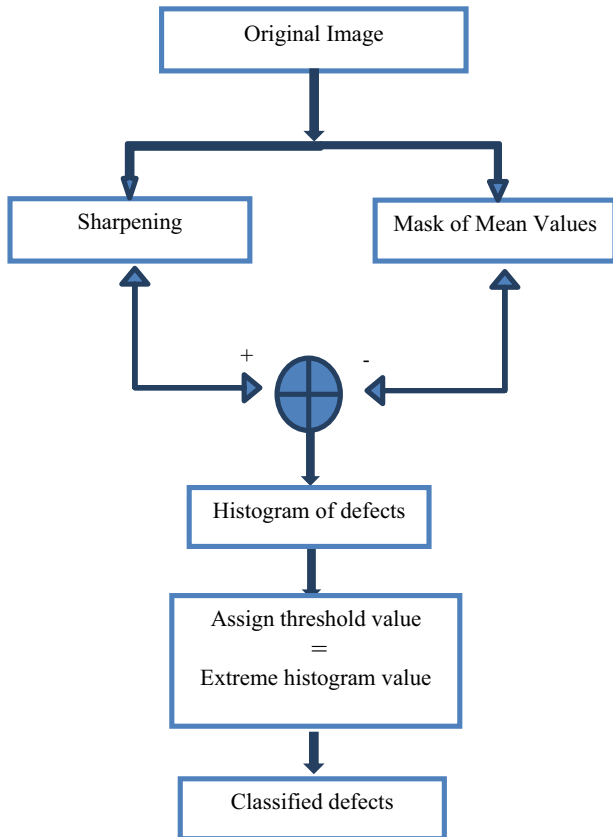 Original Image
Sharpening
Mask of Mean Values
+
-
Histogram of defects
Assign threshold value
=
Extreme histogram value
Classified defects